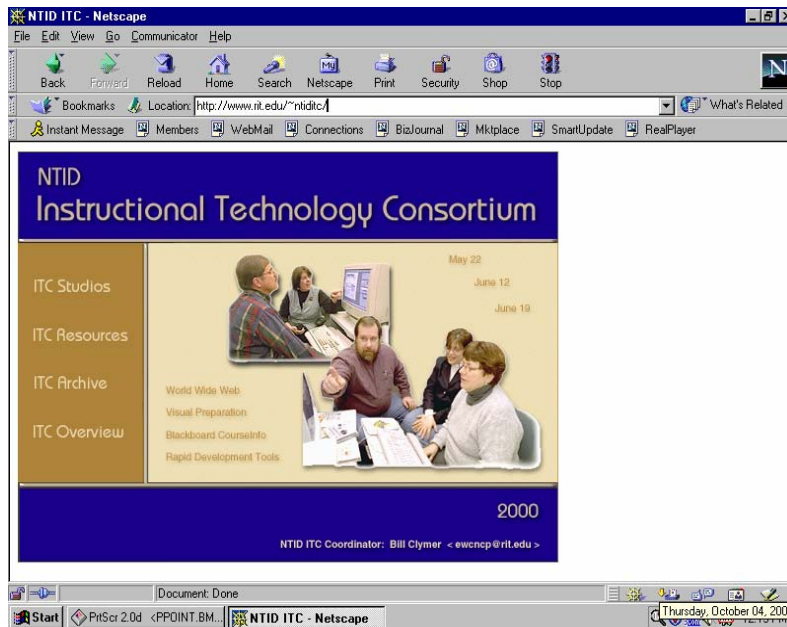 NTID ITC - Netscape
File Edit View Go Communicator Help
Back Forward Reload Home Search Netscape Print Security Shop Stop
Bookmarks Location: http://www.rit.edu/~ntiditc/ What's Related
Instant Message Members WebMail Connections BizJournal Mktplace SmartUpdate RealPlayer
NTID
Instructional Technology Consortium
May 22
June 12
June 19
ITC Studios
ITC Resources
ITC Archive
ITC Overview
World Wide Web
Visual Preparation
Blackboard CourseInfo
Rapid Development Tools
2000
NTID ITC Coordinator: Bill Clymer < ewcncp@rit.edu >
Document: Done
Start PrtScr 2.0d <PPOINT.BM... NTID ITC - Netscape
Thursday, October 04, 200